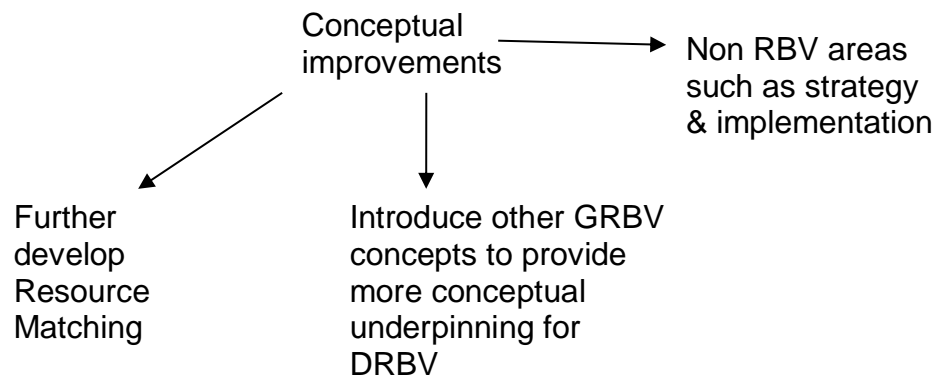 Conceptual
improvements
Non RBV areas
such as strategy
& implementation
Further
develop
Resource
Matching
Introduce other GRBV
concepts to provide
more conceptual
underpinning for
DRBV